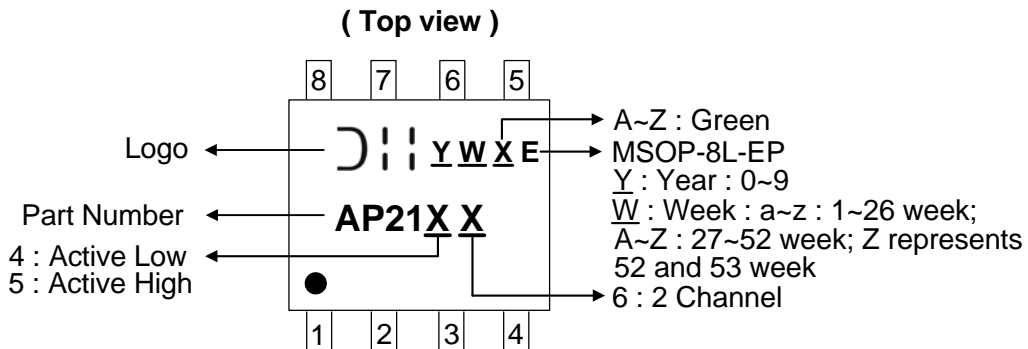 ( Top view )
8 7 6 5
Logo
Y W X E
A~Z : Green
MSOP-8L-EP
Y : Year : 0~9
W : Week : a~z : 1~26 week;
A~Z : 27~52 week; Z represents
52 and 53 week
Part Number
AP21X X
4 : Active Low
5 : Active High
6 : 2 Channel
1 2 3 4